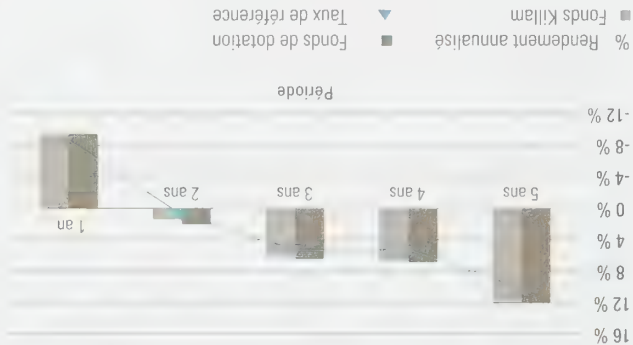 16 %
12 %
8 %
4 %
0 %
-4 %
-8 %
-12 %
5 ans
4 ans
3 ans
2 ans
1 an
Période
% Rendement annualisé
■ Fonds de dotation
■ Fonds Killam
▼ Taux de référence